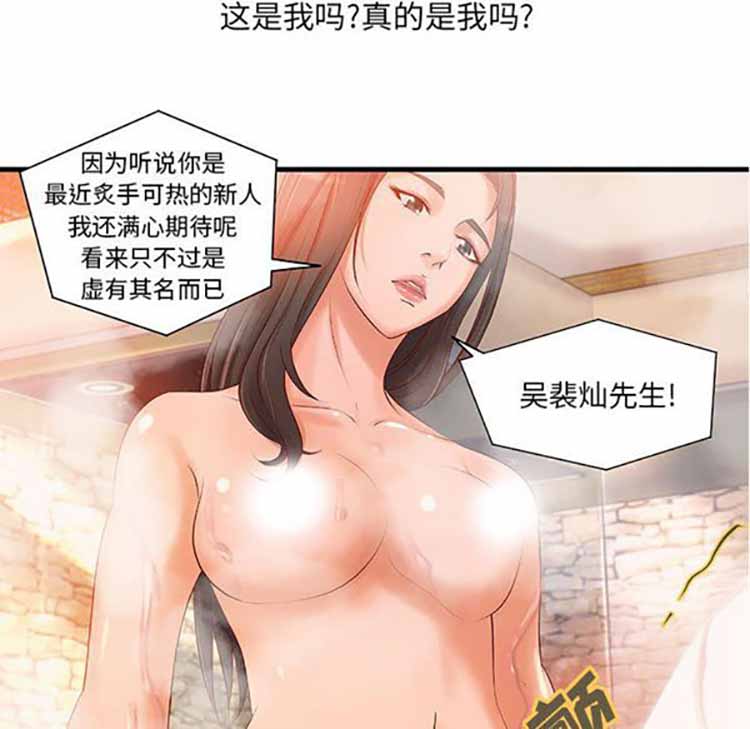 这是我吗?真的是我吗?
因为听说你是
最近炙手可热的新人
我还满心期待呢
看来只不过是
虚有其名而已
吴裴灿先生!
颤